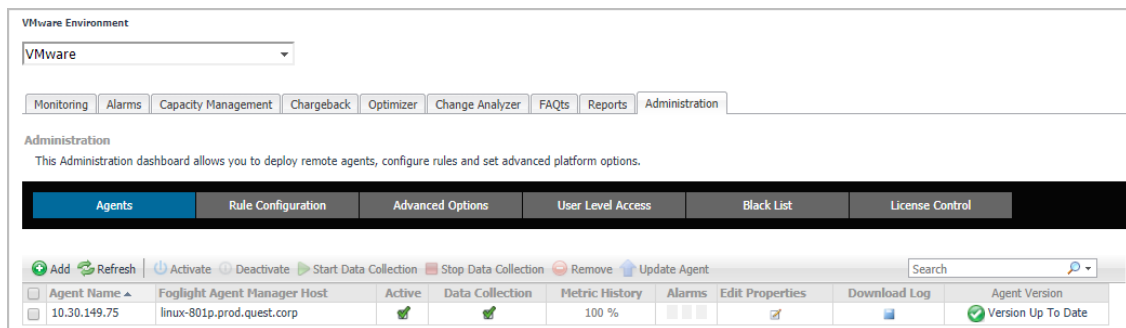 VMware Environment
VMware
Monitoring Alarms Capacity Management Chargeback Optimizer Change Analyzer FAQts Reports Administration
Administration
This Administration dashboard allows you to deploy remote agents, configure rules and set advanced platform options.
Agents Rule Configuration Advanced Options User Level Access Black List License Control
Add Refresh Activate Deactivate Start Data Collection Stop Data Collection Remove Update Agent Search
Agent Name Foglight Agent Manager Host Active Data Collection Metric History Alarms Edit Properties Download Log Agent Version
10.30.149.75 linux-801p.prod.quest.corp 100 % Version Up To Date